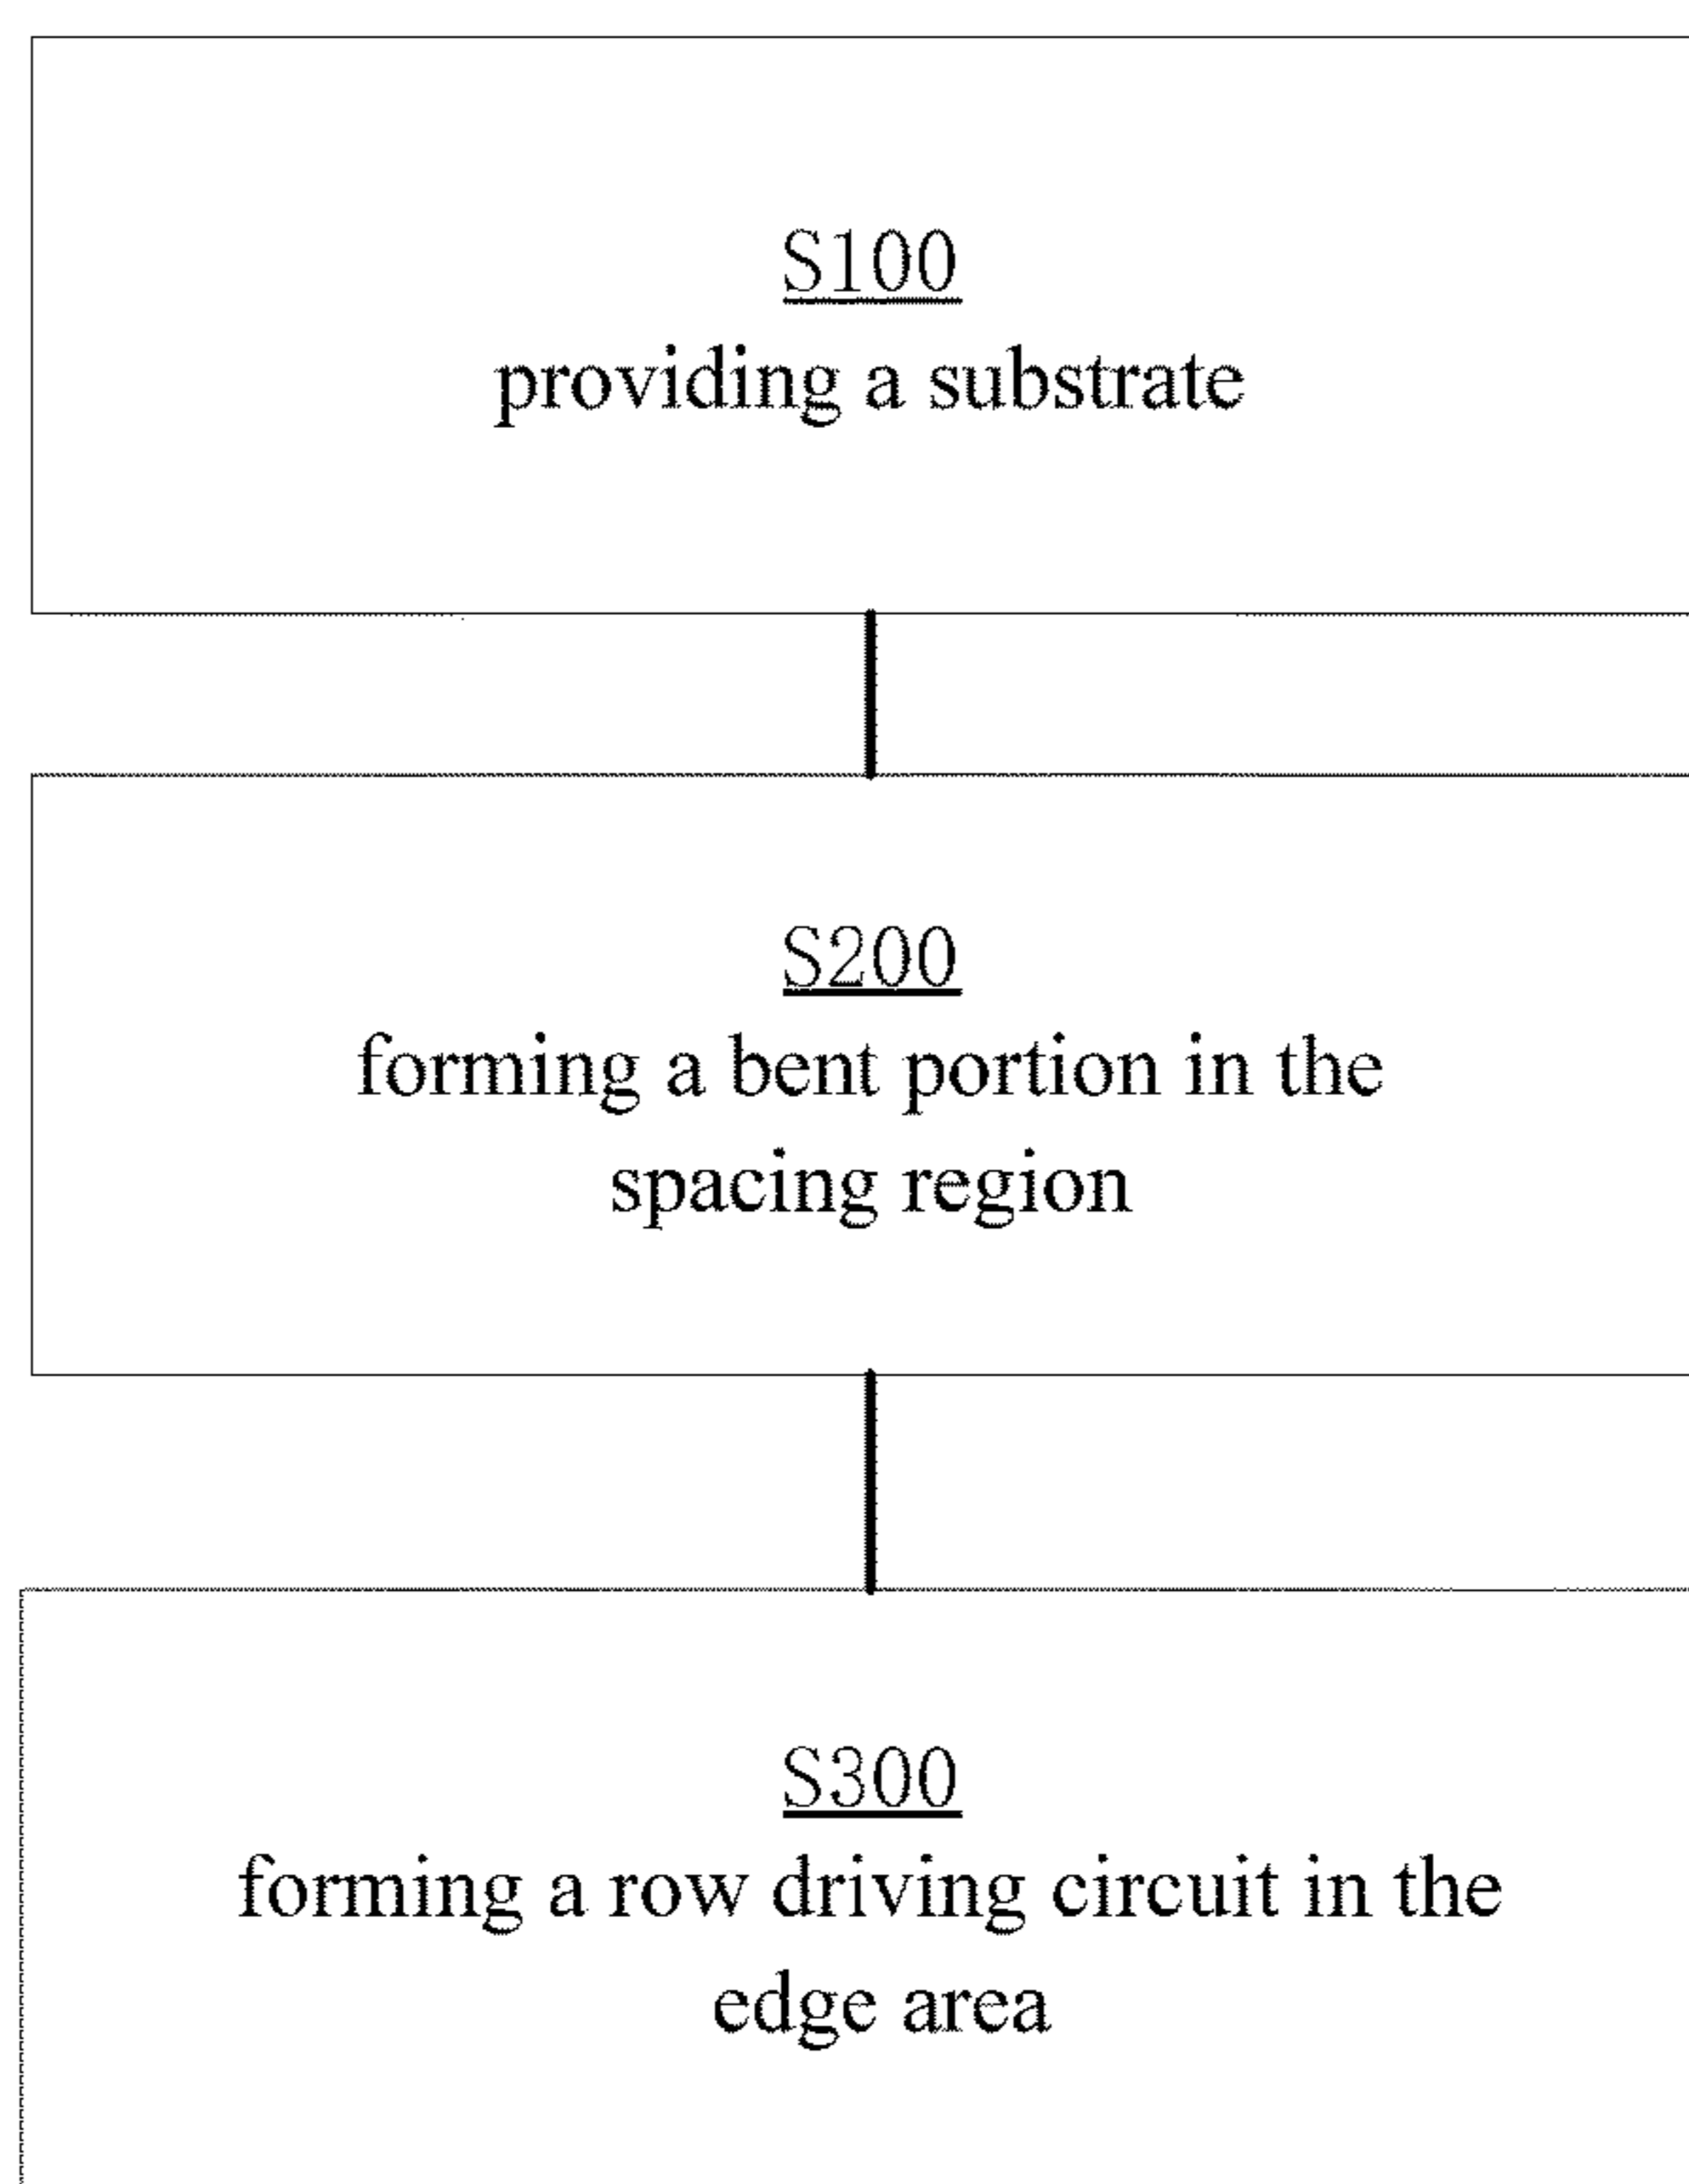 S100
providing a substrate
S200
forming a bent portion in the
spacing region
S300
forming a row driving circuit in the
edge area